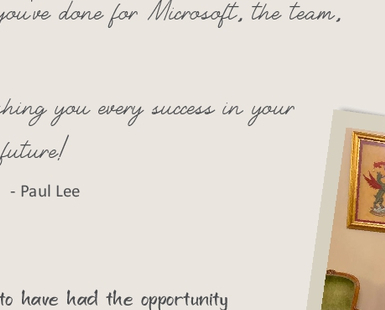 you've done for Microsoft, the team,
hing you every success in your
future!
- Paul Lee
to have had the opportunity